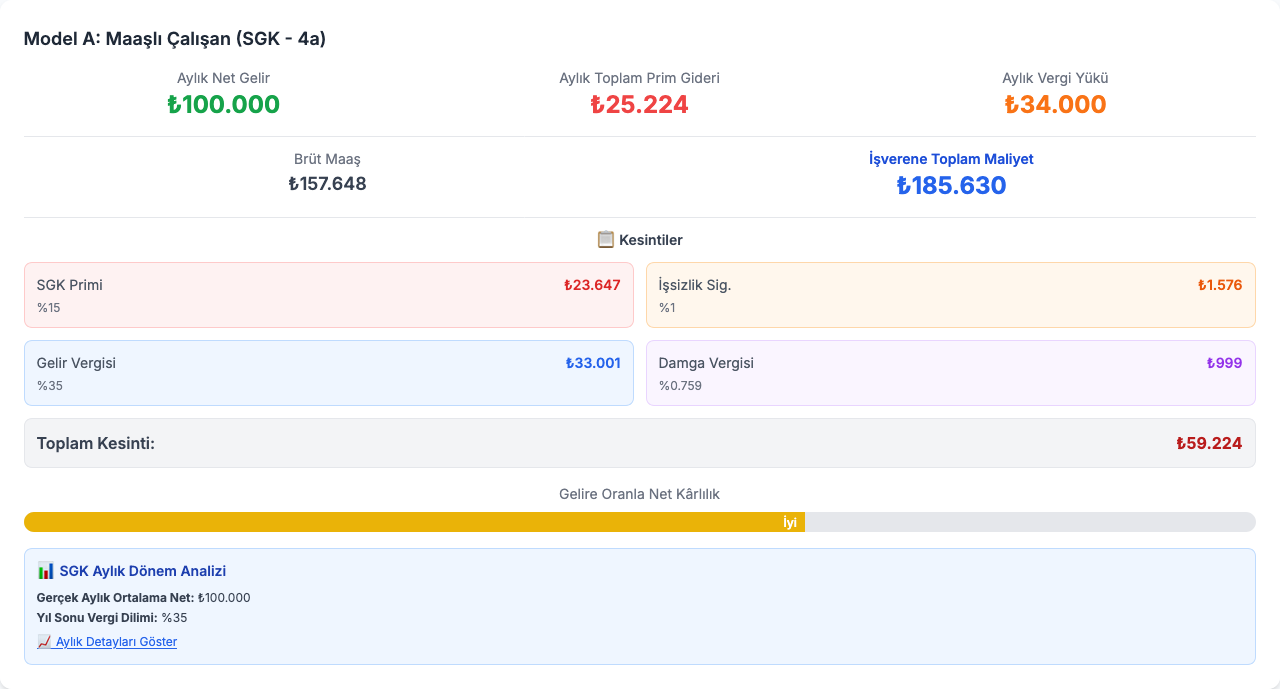 Model A: Maaşlı Çalışan (SGK - 4a)
Aylık Net Gelir
₺100.000
Aylık Toplam Prim Gideri
₺25.224
Aylık Vergi Yükü
₺34.000
Brüt Maaş
₺157.648
İşverene Toplam Maliyet
₺185.630
📋 Kesintiler
SGK Primi ₺23.647
%15
İşsizlik Sig. ₺1.576
%1
Gelir Vergisi ₺33.001
%35
Damga Vergisi ₺999
%0.759
Toplam Kesinti: ₺59.224
Gelire Oranla Net Kârlılık
İyi
📊 SGK Aylık Dönem Analizi
Gerçek Aylık Ortalama Net: ₺100.000
Yıl Sonu Vergi Dilimi: %35
📈 Aylık Detayları Göster